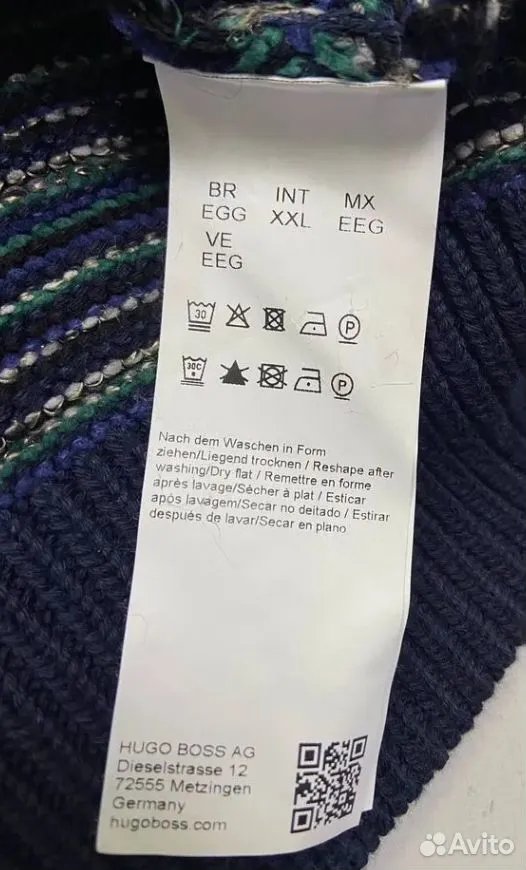 BR INT MX
EGG XXL EEG
VE
EEG
30 P
30C P
Nach dem Waschen in Form
ziehen/Liegend trocknen / Reshape after
washing/Dry flat / Remettre en forme
après lavage/Sécher à plat / Esticar
após lavagem/Secar no deitado / Estirar
después de lavar/Secar en plano
HUGO BOSS AG
Dieselstrasse 12
72555 Metzingen
Germany
hugoboss.com
Avito